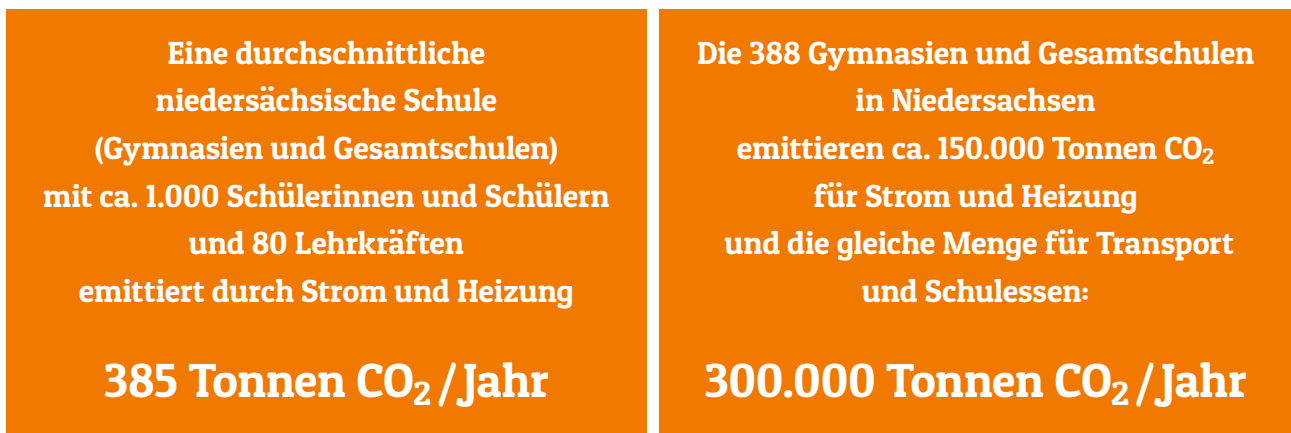 Eine durchschnittliche
niedersächsische Schule
(Gymnasien und Gesamtschulen)
mit ca. 1.000 Schülerinnen und Schülern
und 80 Lehrkräften
emittiert durch Strom und Heizung
385 Tonnen CO₂/Jahr
Die 388 Gymnasien und Gesamtschulen
in Niedersachsen
emittieren ca. 150.000 Tonnen CO₂
für Strom und Heizung
und die gleiche Menge für Transport
und Schulessen:
300.000 Tonnen CO₂/Jahr